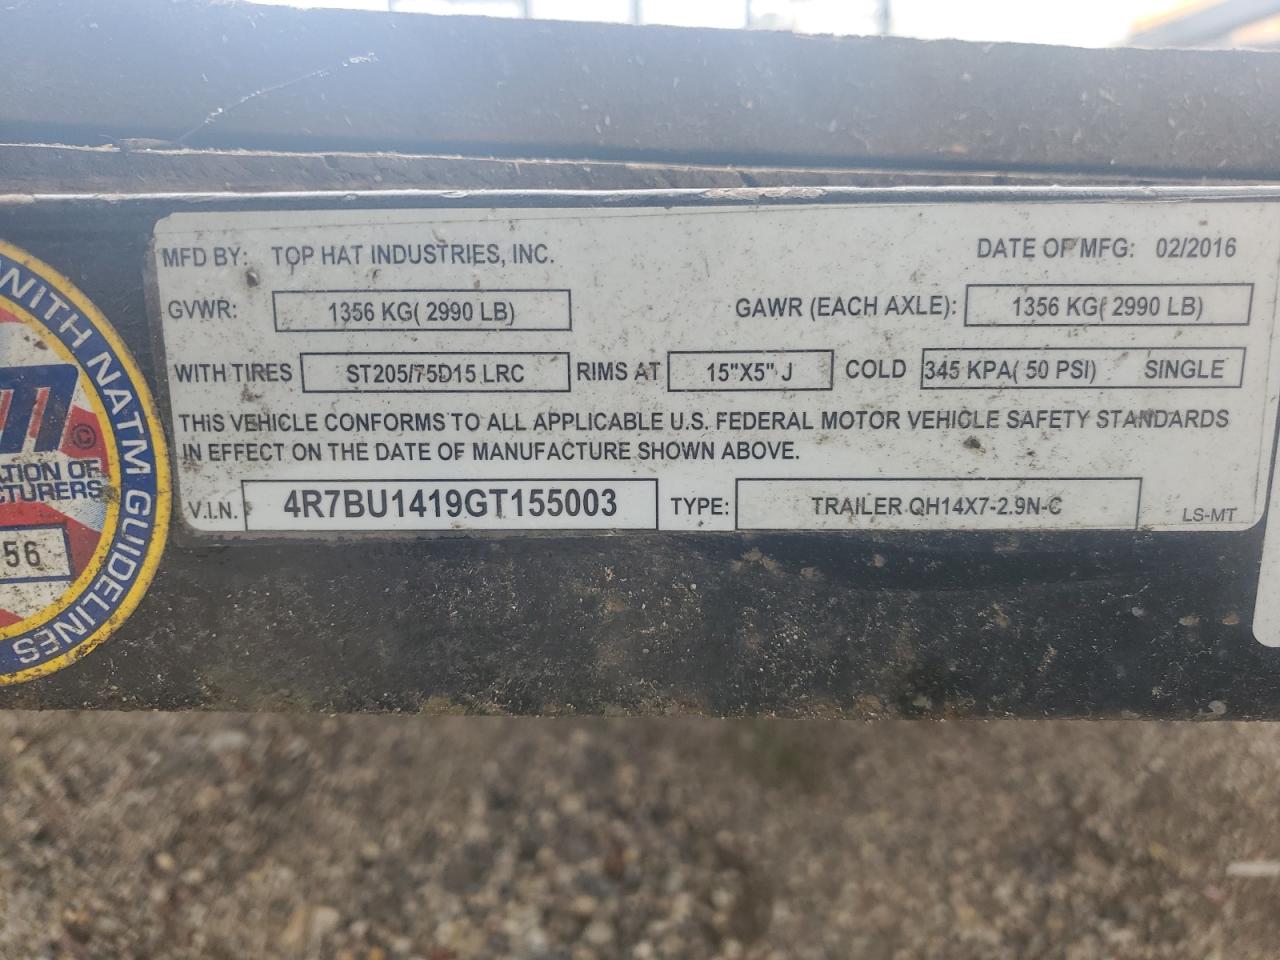 MFD BY: TOP HAT INDUSTRIES, INC. DATE OF MFG: 02/2016
GVWR: 1356 KG( 2990 LB) GAWR (EACH AXLE): 1356 KG( 2990 LB)
WITH TIRES ST205/75D15 LRC RIMS AT 15"X5" J COLD 345 KPA( 50 PSI) SINGLE
THIS VEHICLE CONFORMS TO ALL APPLICABLE U.S. FEDERAL MOTOR VEHICLE SAFETY STANDARDS
IN EFFECT ON THE DATE OF MANUFACTURE SHOWN ABOVE.
V.I.N. 4R7BU1419GT155003 TYPE: TRAILER QH14X7-2.9N-C LS-MT
WITH NATM GUIDELINES
©
ATION OF
CTURERS
56